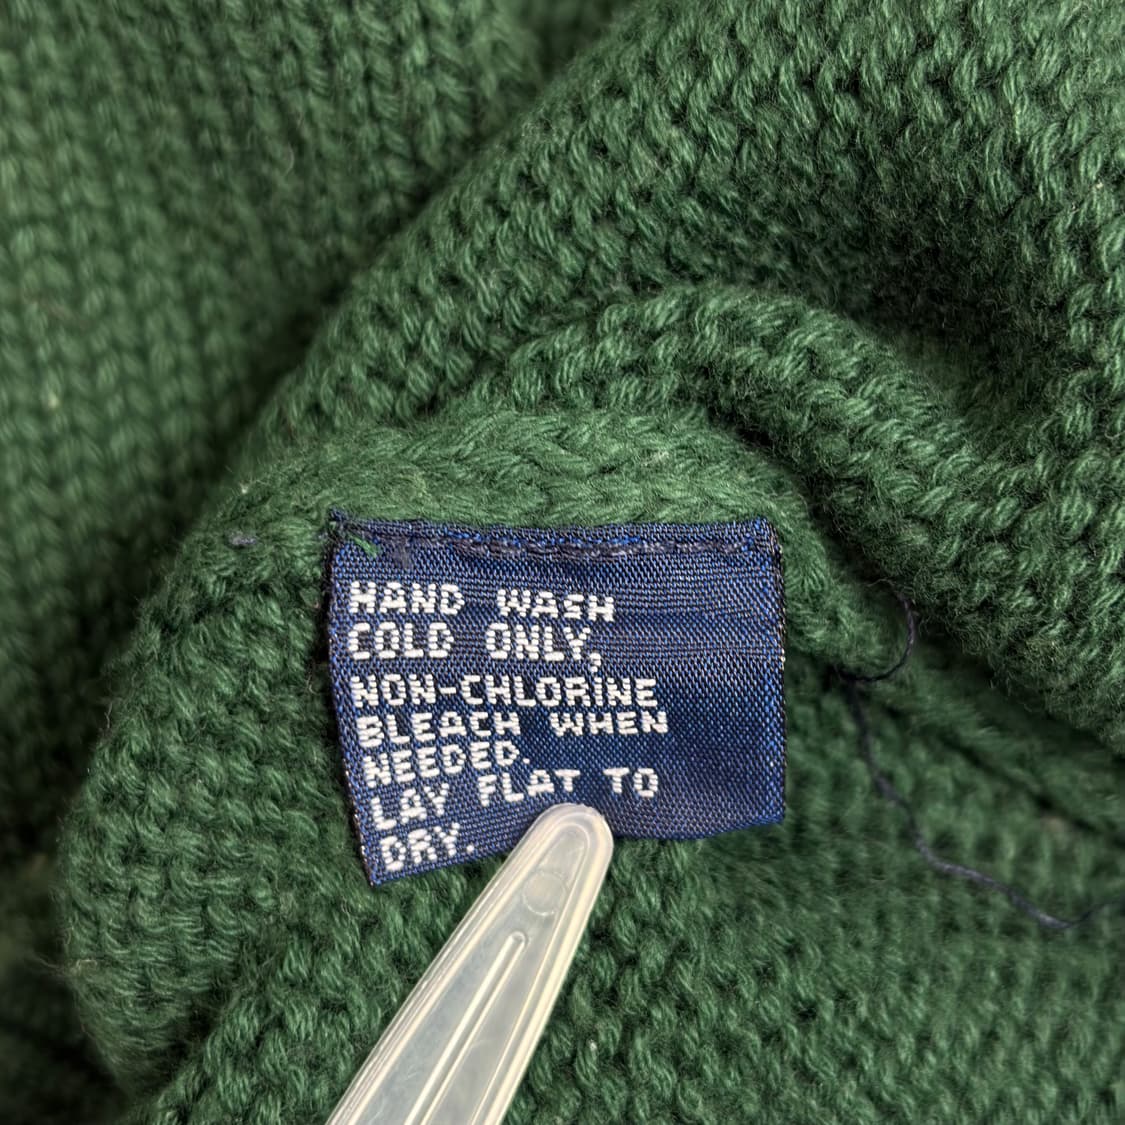 HAND WASH
COLD ONLY,
NON-CHLORINE
BLEACH WHEN
NEEDED.
LAY FLAT TO
DRY.